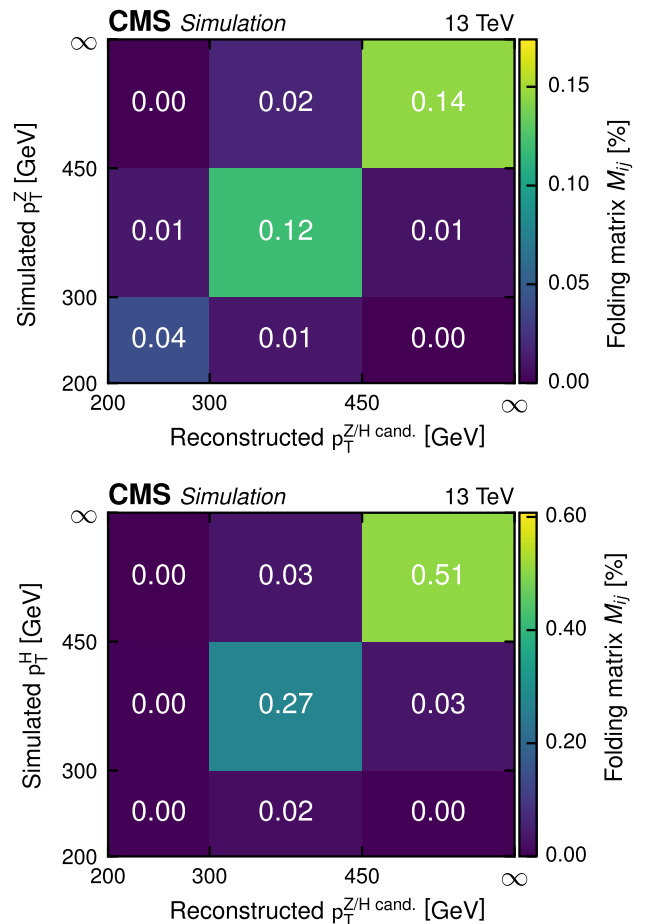 CMS Simulation 13 TeV
∞ 0.00 0.02 0.14 0.15
450 0.10
0.01 0.12 0.01
300 0.05
0.04 0.01 0.00
200 0.00
200 300 450 ∞
Simulated p_T^Z [GeV]
Reconstructed p_T^{Z/H cand.} [GeV]
Folding matrix M_{ij} [%]
CMS Simulation 13 TeV
∞ 0.60
0.00 0.03 0.51
450 0.40
0.00 0.27 0.03
300 0.20
0.00 0.02 0.00
200 0.00
200 300 450 ∞
Simulated p_T^H [GeV]
Reconstructed p_T^{Z/H cand.} [GeV]
Folding matrix M_{ij} [%]